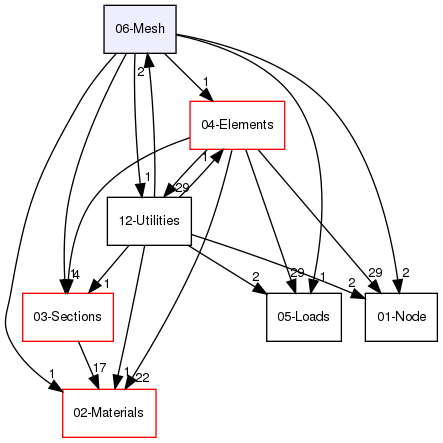 06-Mesh
2
1
04-Elements
1
1
29
12-Utilities
1
4
1
2
29
1
2
29
2
03-Sections
05-Loads
01-Node
17
1
1
22
02-Materials